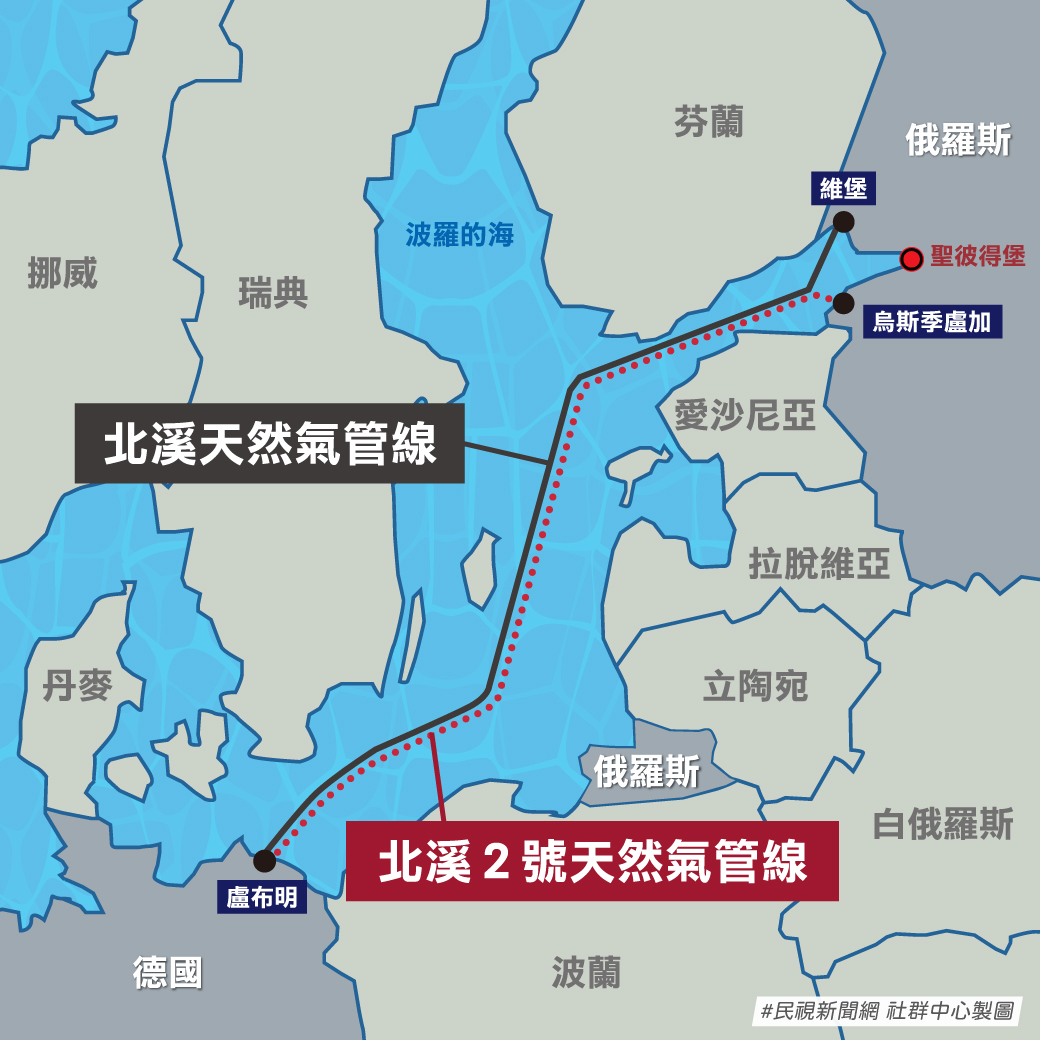 芬蘭
俄羅斯
維堡
波羅的海
聖彼得堡
挪威
瑞典
烏斯季盧加
愛沙尼亞
北溪天然氣管線
拉脫維亞
丹麥
立陶宛
俄羅斯
白俄羅斯
北溪2號天然氣管線
盧布明
德國
波蘭
#民視新聞網 社群中心製圖